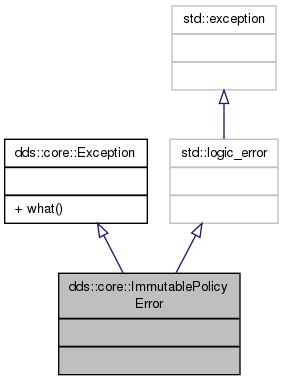 std::exception
dds::core::Exception
+ what()
std::logic_error
dds::core::ImmutablePolicy
Error